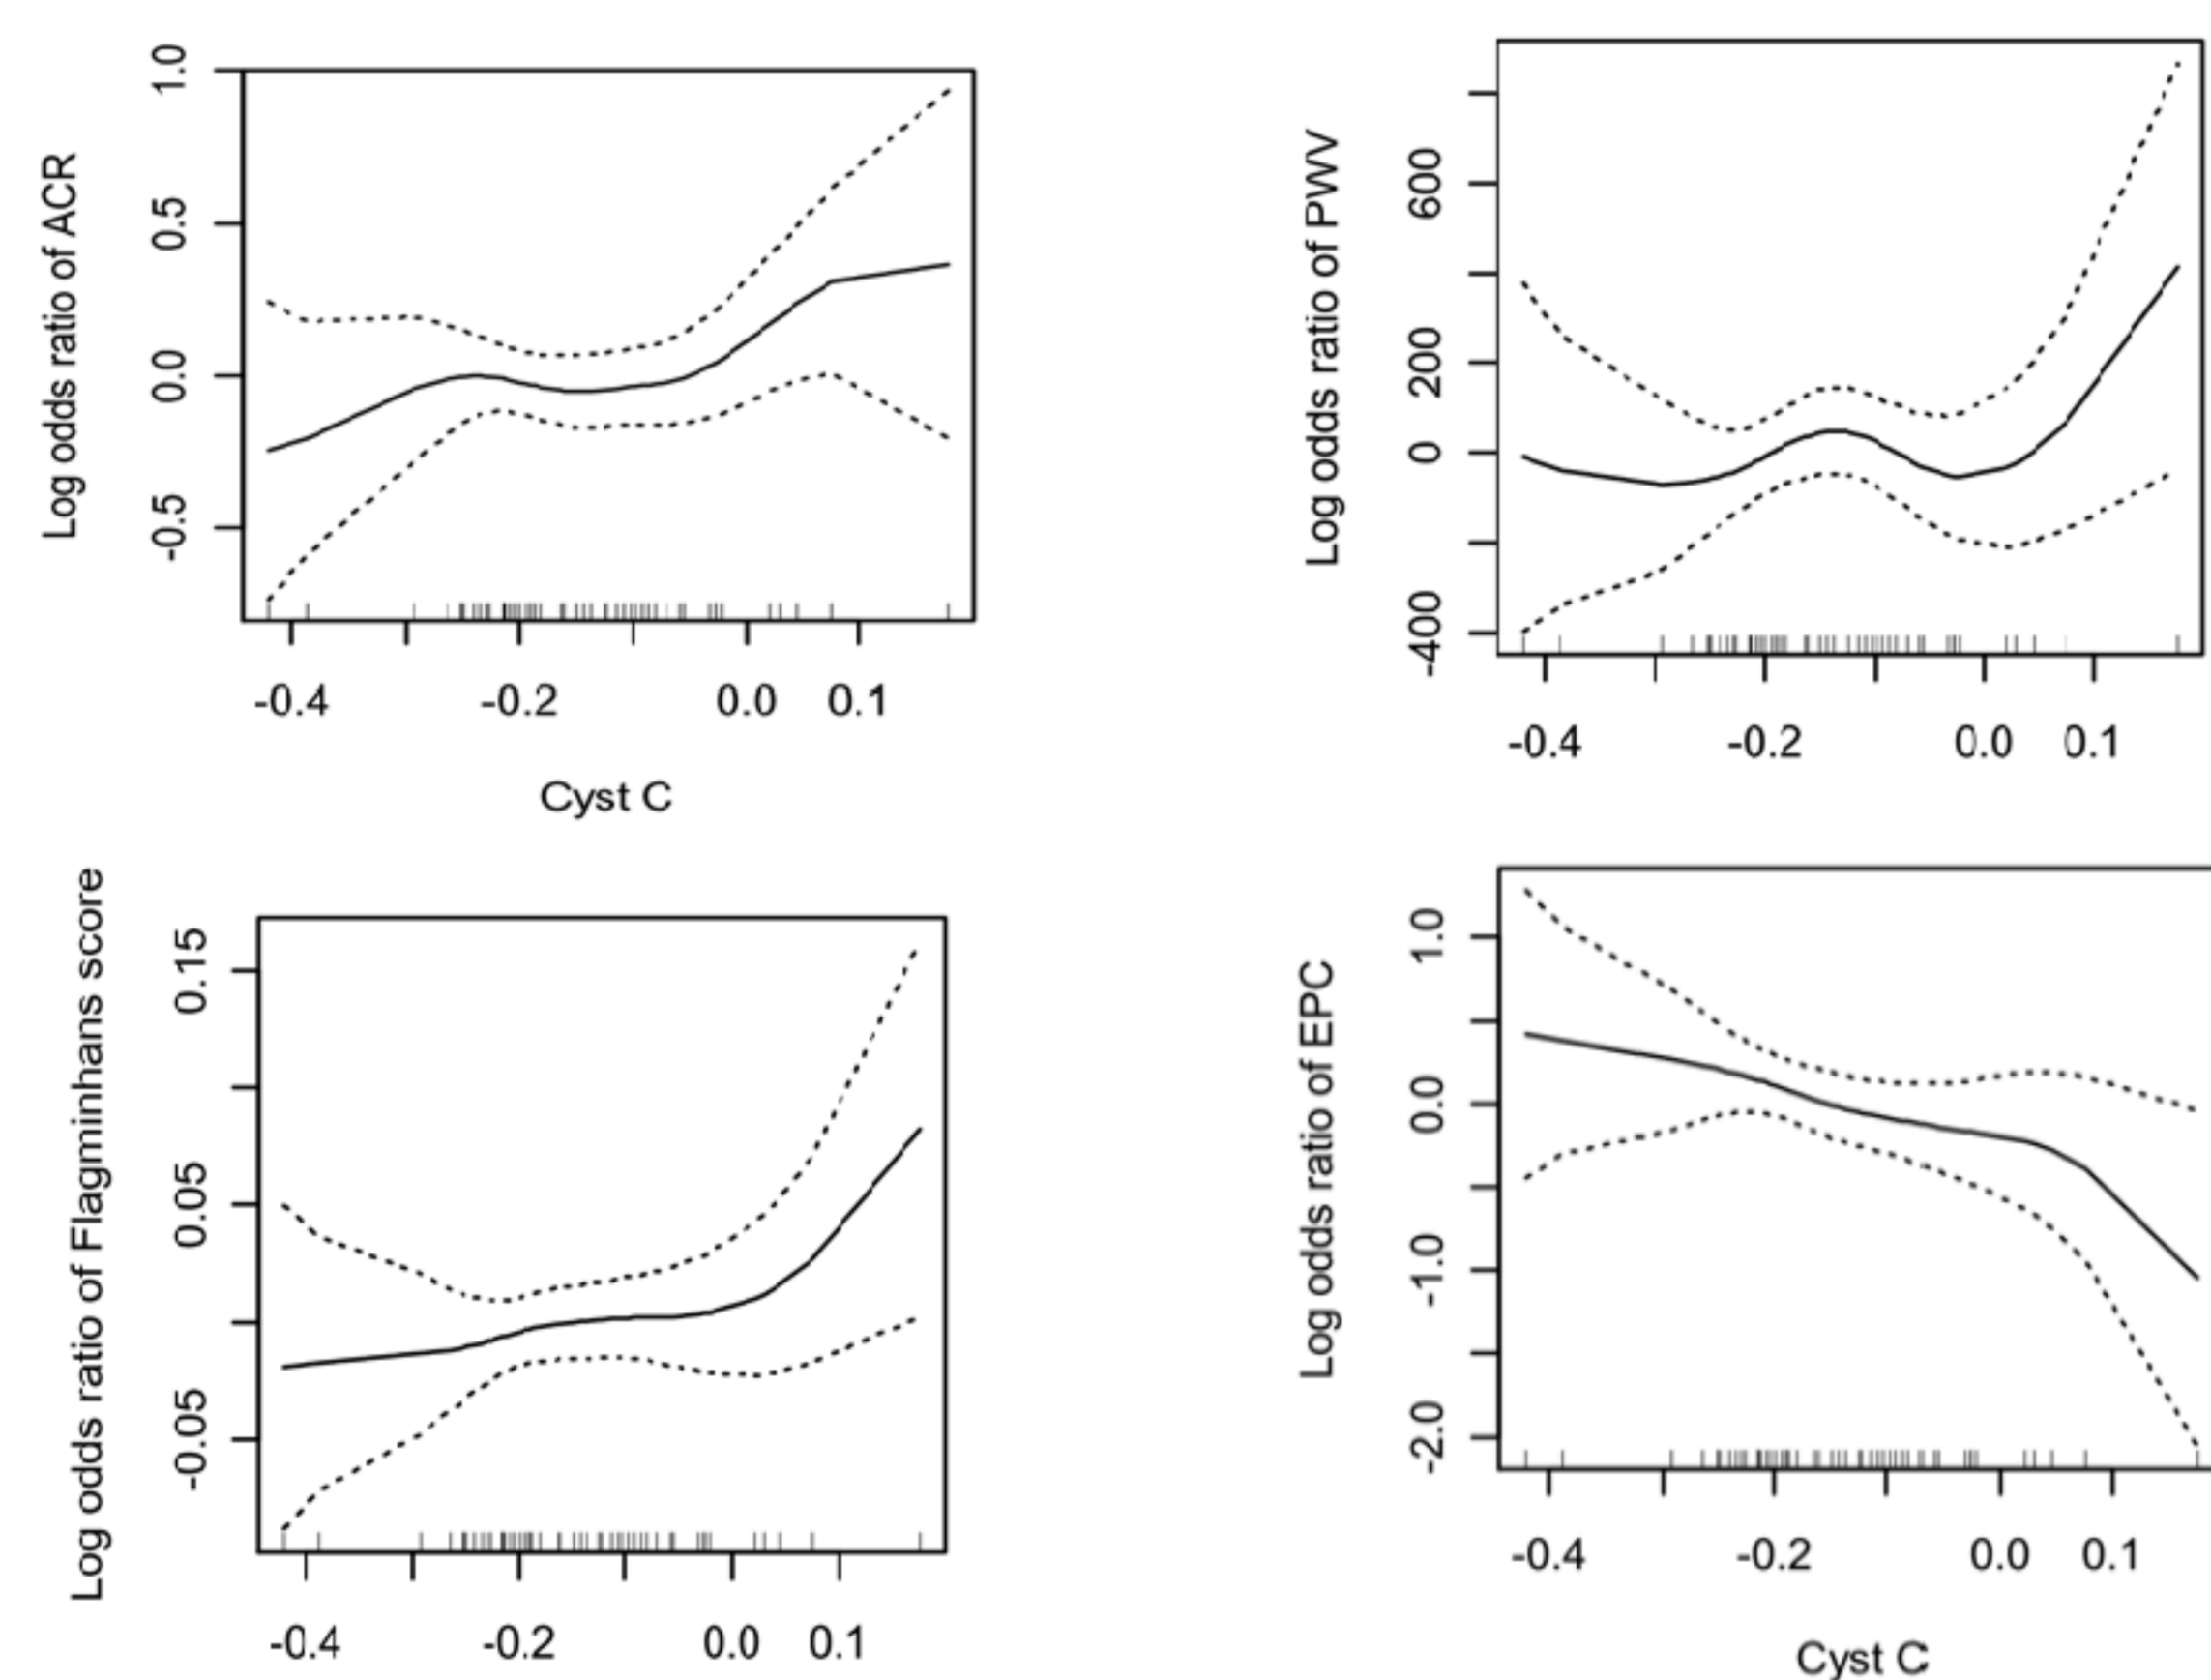 Log odds ratio of ACR
1.0
0.5
0.0
-0.5
-0.4 -0.2 0.0 0.1
Cyst C
Log odds ratio of PWV
600
200
0
-400
-0.4 -0.2 0.0 0.1
Log odds ratio of Flagminhans score
0.15
0.05
-0.05
-0.4 -0.2 0.0 0.1
Log odds ratio of EPC
1.0
0.0
-1.0
-2.0
-0.4 -0.2 0.0 0.1
Cyst C